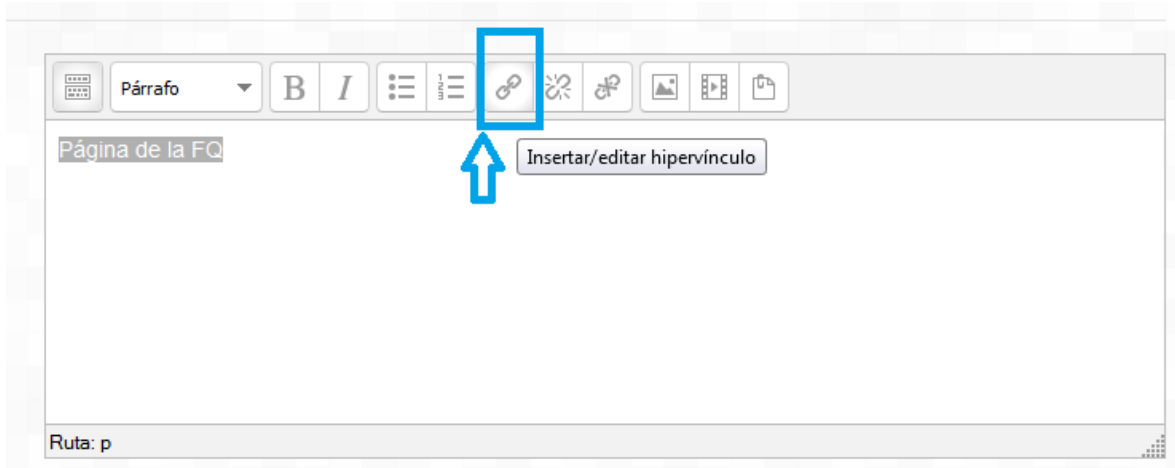 Párrafo B I
Página de la FQ
Insertar/editar hipervínculo
Ruta: p